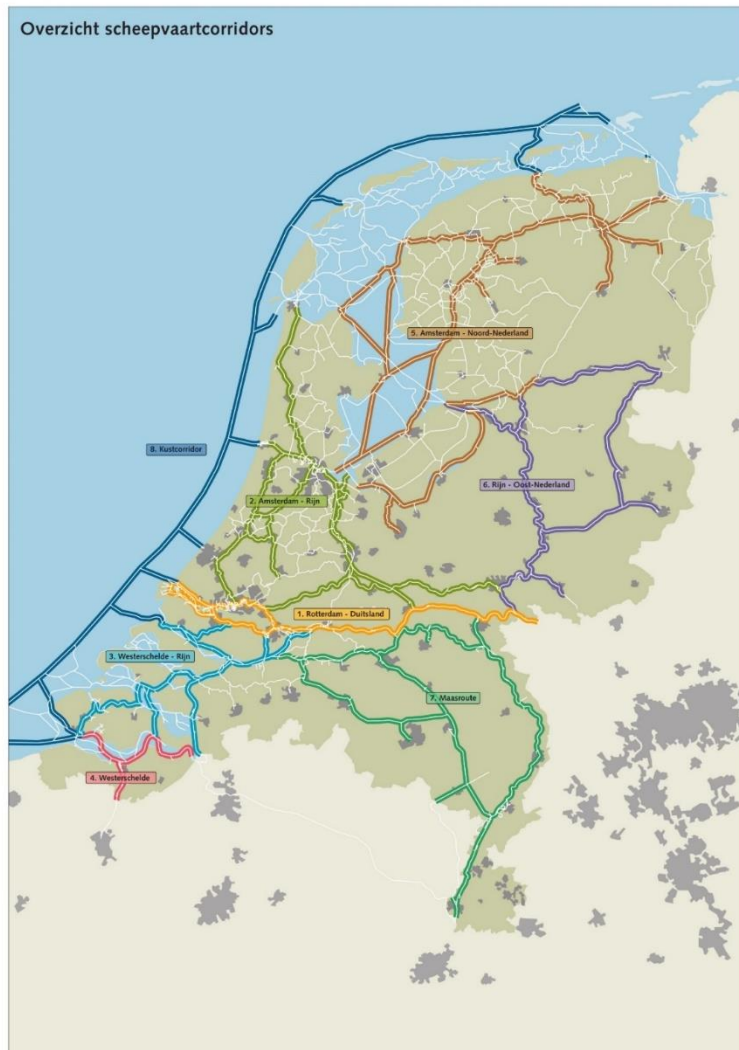 Overzicht scheepvaartcorridors
5. Amsterdam - Noord-Nederland
8. Kustcorridor
6. Rijn - Oost-Nederland
2. Amsterdam - Rijn
1. Rotterdam - Duitsland
3. Westerschelde - Rijn
7. Maasroute
4. Westerschelde